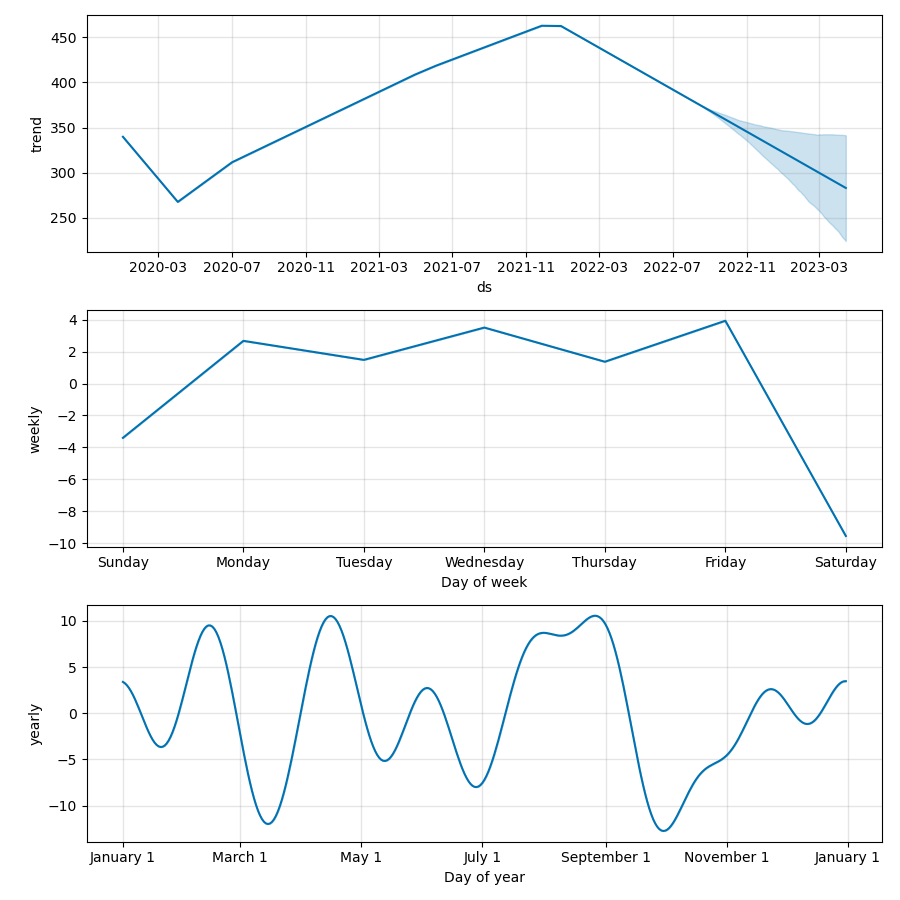 450
400
350
300
250
trend
2020-03 2020-07 2020-11 2021-03 2021-07 2021-11 2022-03 2022-07 2022-11 2023-03
ds
4
2
0
−2
−4
−6
−8
−10
weekly
Sunday Monday Tuesday Wednesday Thursday Friday Saturday
Day of week
10
5
0
−5
−10
yearly
January 1 March 1 May 1 July 1 September 1 November 1 January 1
Day of year